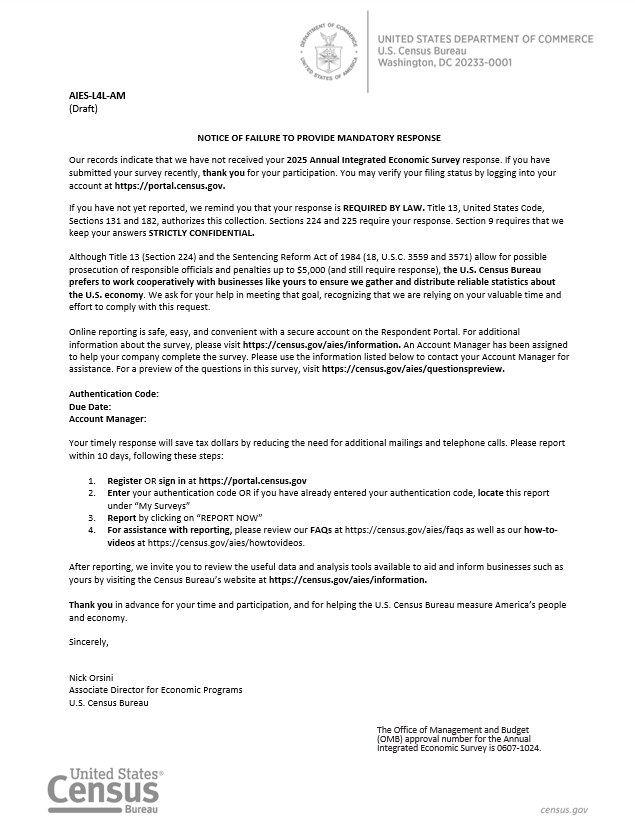 DEPARTMENT OF COMMERCE
UNITED STATES OF AMERICA
UNITED STATES DEPARTMENT OF COMMERCE
U.S. Census Bureau
Washington, DC 20233-0001
AIES-L4L-AM
(Draft)
NOTICE OF FAILURE TO PROVIDE MANDATORY RESPONSE
Our records indicate that we have not received your 2025 Annual Integrated Economic Survey response. If you have
submitted your survey recently, thank you for your participation. You may verify your filing status by logging into your
account at https://portal.census.gov.
If you have not yet reported, we remind you that your response is REQUIRED BY LAW. Title 13, United States Code,
Sections 131 and 182, authorizes this collection. Sections 224 and 225 require your response. Section 9 requires that we
keep your answers STRICTLY CONFIDENTIAL.
Although Title 13 (Section 224) and the Sentencing Reform Act of 1984 (18, U.S.C. 3559 and 3571) allow for possible
prosecution of responsible officials and penalties up to $5,000 (and still require response), the U.S. Census Bureau
prefers to work cooperatively with businesses like yours to ensure we gather and distribute reliable statistics about
the U.S. economy. We ask for your help in meeting that goal, recognizing that we are relying on your valuable time and
effort to comply with this request.
Online reporting is safe, easy, and convenient with a secure account on the Respondent Portal. For additional
information about the survey, please visit https://census.gov/aies/information. An Account Manager has been assigned
to help your company complete the survey. Please use the information listed below to contact your Account Manager for
assistance. For a preview of the questions in this survey, visit https://census.gov/aies/questionspreview.
Authentication Code:
Due Date:
Account Manager:
Your timely response will save tax dollars by reducing the need for additional mailings and telephone calls. Please report
within 10 days, following these steps:
1. Register OR sign in at https://portal.census.gov
2. Enter your authentication code OR if you have already entered your authentication code, locate this report
under “My Surveys”
3. Report by clicking on “REPORT NOW”
4. For assistance with reporting, please review our FAQs at https://census.gov/aies/faqs as well as our how-to-
videos at https://census.gov/aies/howtovideos.
After reporting, we invite you to review the useful data and analysis tools available to aid and inform businesses such as
yours by visiting the Census Bureau’s website at https://census.gov/aies/information.
Thank you in advance for your time and participation, and for helping the U.S. Census Bureau measure America’s people
and economy.
Sincerely,
Nick Orsini
Associate Director for Economic Programs
U.S. Census Bureau
The Office of Management and Budget
(OMB) approval number for the Annual
Integrated Economic Survey is 0607-1024.
United States®
Census
Bureau
census.gov